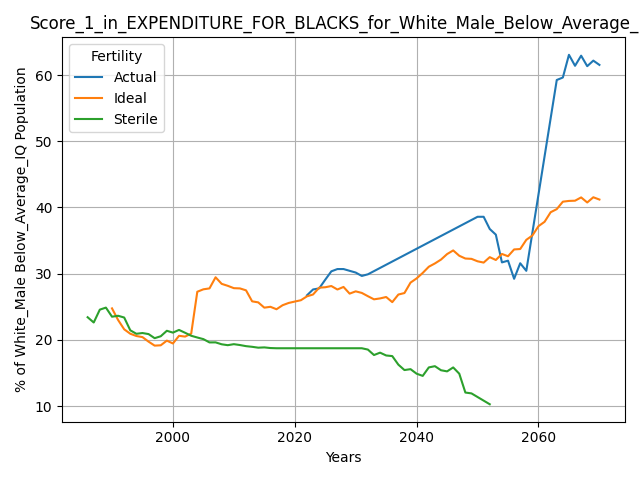 Score_1_in_EXPENDITURE_FOR_BLACKS_for_White_Male_Below_Average_
Fertility
Actual
Ideal
Sterile
% of White_Male Below_Average_IQ Population
60
50
40
30
20
10
2000 2020 2040 2060
Years